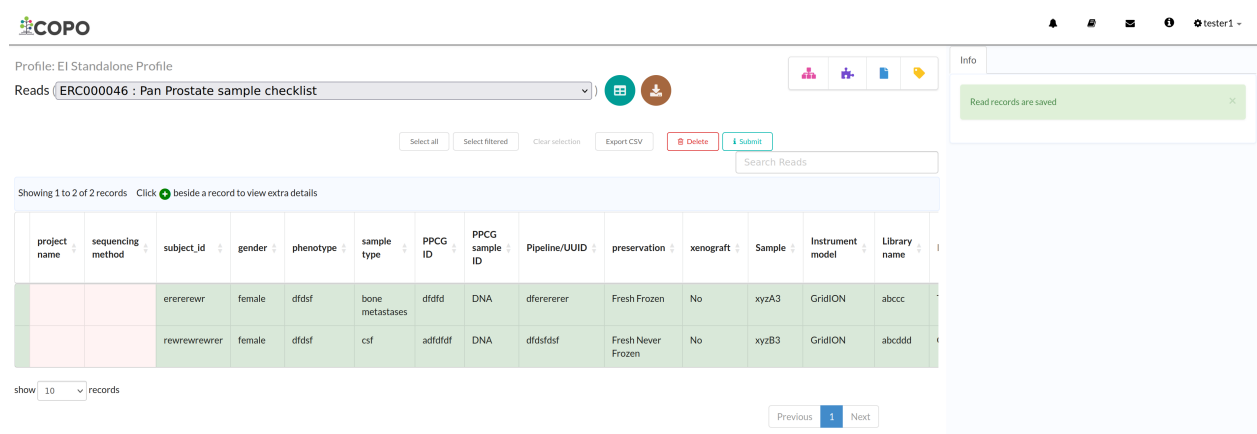 COPO
tester1
Profile: EI Standalone Profile
Info
Reads ( ERC000046 : Pan Prostate sample checklist )
Read records are saved ×
Select all Select filtered Clear selection Export CSV Delete Submit
Search Reads
Showing 1 to 2 of 2 records Click beside a record to view extra details
project name sequencing method subject_id gender phenotype sample type PPCG ID PPCG sample ID Pipeline/UUID preservation xenograft Sample Instrument model Library name
erererewr female dfdsf bone metastases dfdfd DNA dferererer Fresh Frozen No xyzA3 GridION abccc
rewrewrewrer female dfdsf csf adfdfdf DNA dfdsfdsf Fresh Never Frozen No xyzB3 GridION abcddd
show 10 records
Previous 1 Next